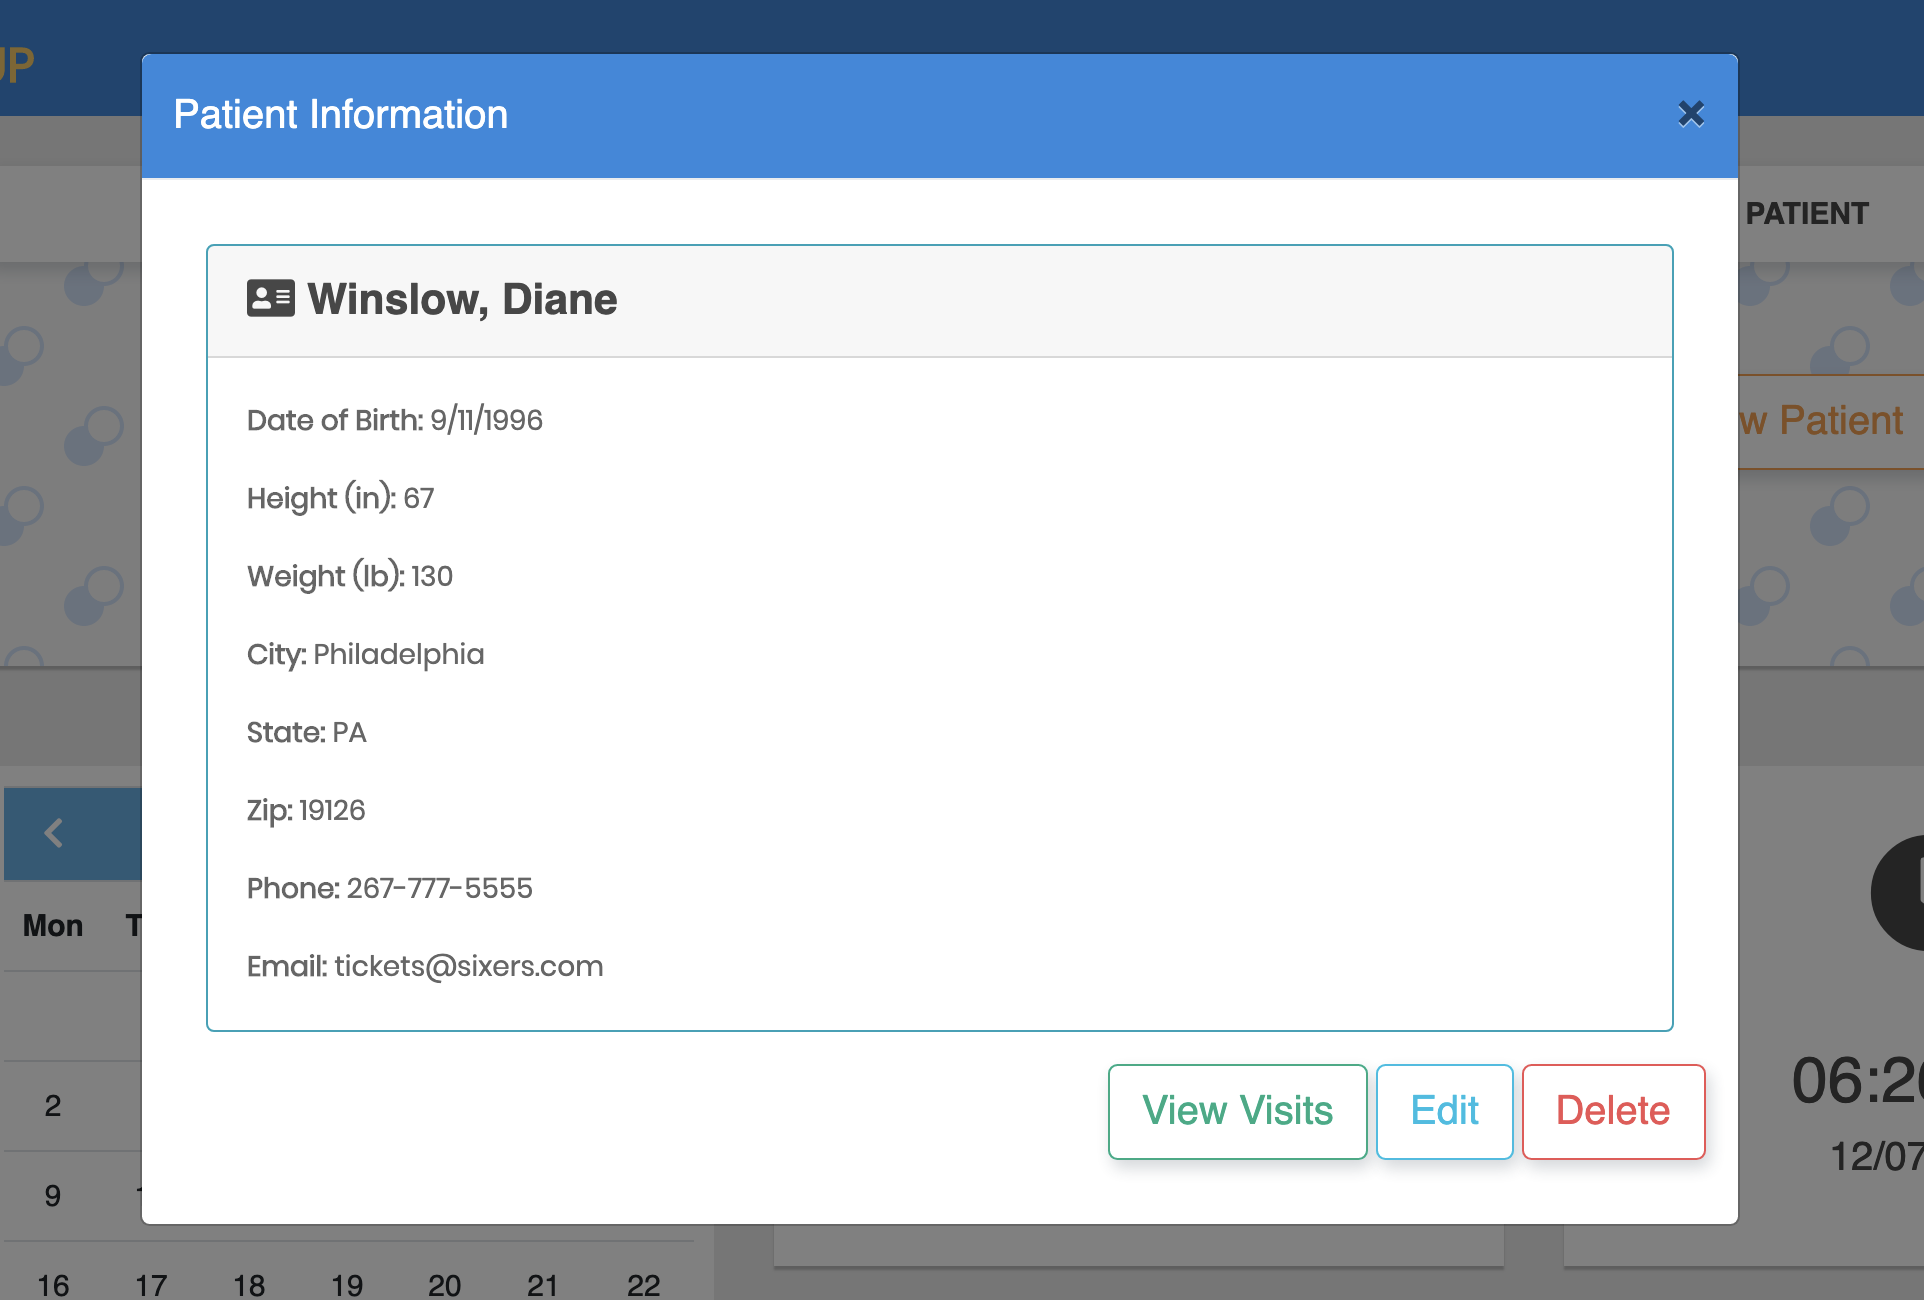 UP
Patient Information
PATIENT
Winslow, Diane
Date of Birth: 9/11/1996
w Patient
Height (in): 67
Weight (lb): 130
City: Philadelphia
State: PA
Zip: 19126
Phone: 267-777-5555
Mon T
Email: tickets@sixers.com
06:2
2
View Visits Edit Delete
12/07
9
16 17 18 19 20 21 22